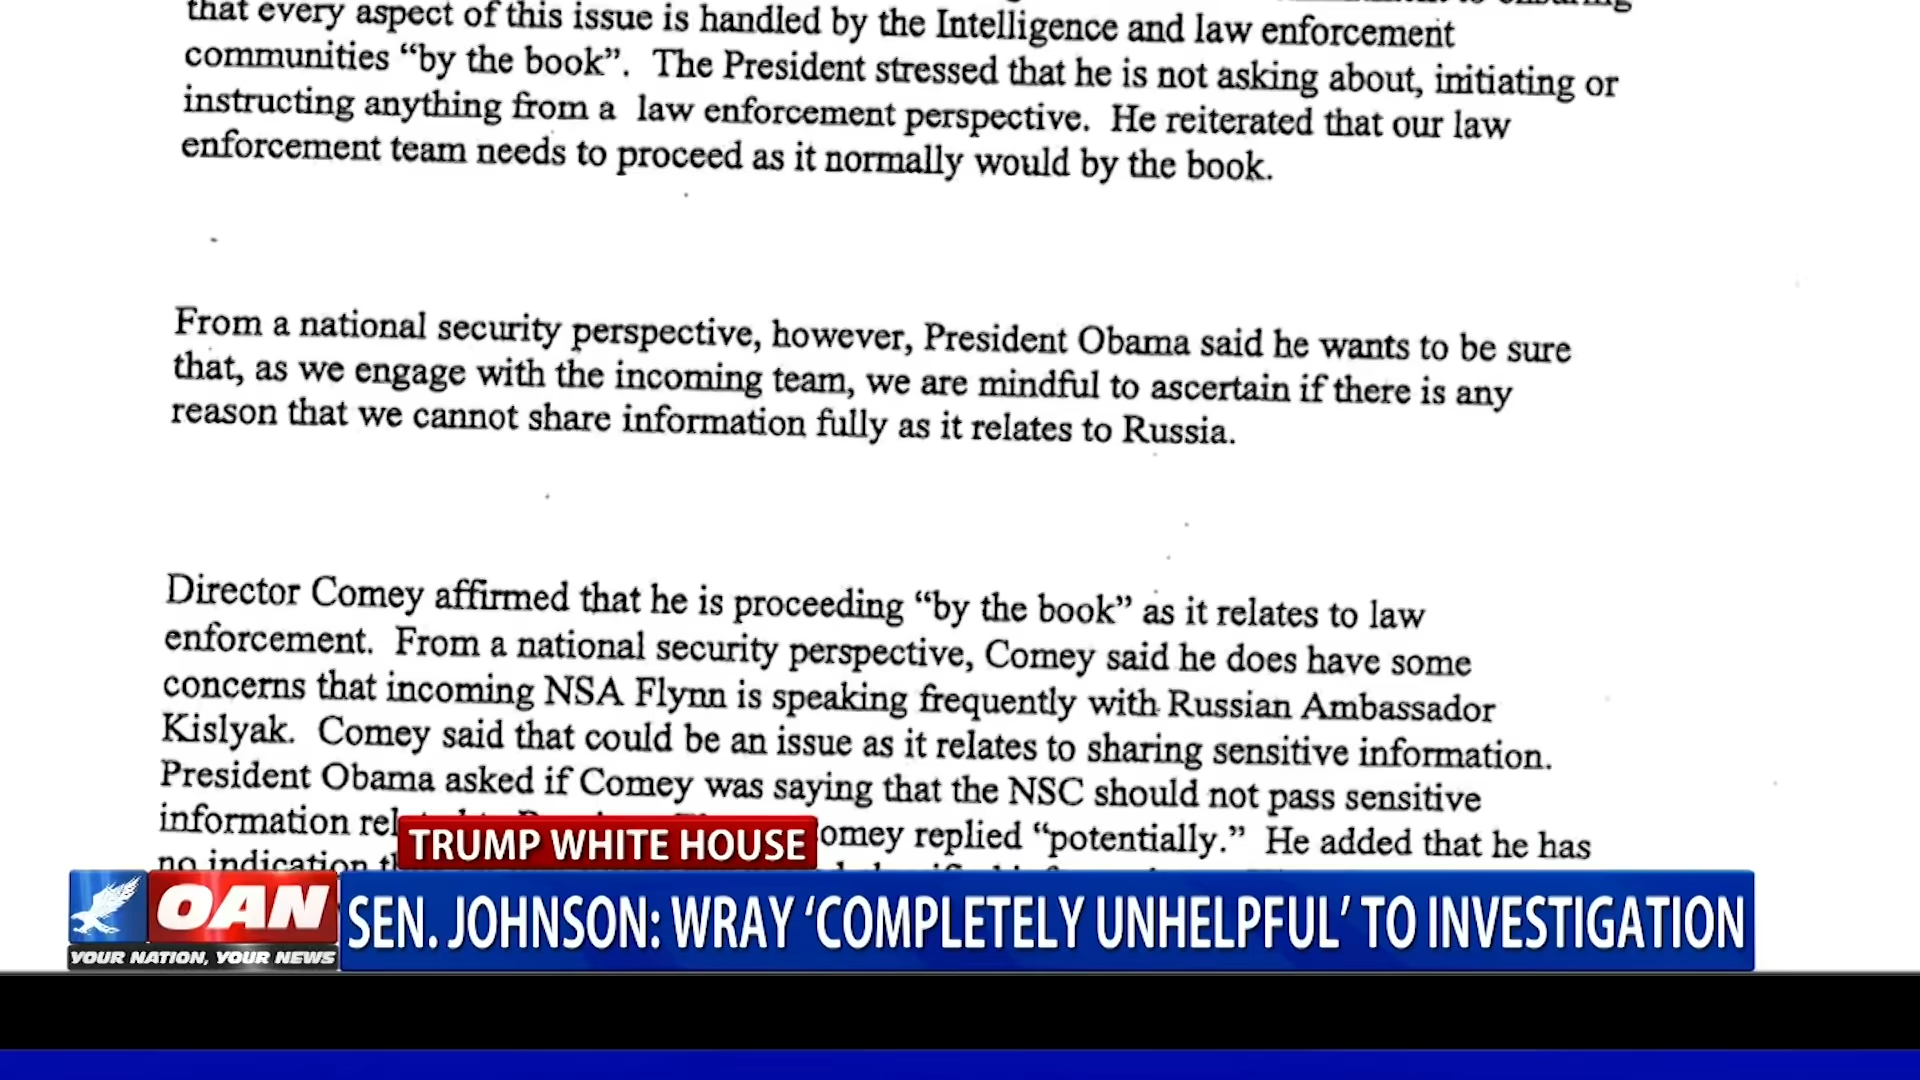 that every aspect of this issue is handled by the Intelligence and law enforcement
communities “by the book”. The President stressed that he is not asking about, initiating or
instructing anything from a law enforcement perspective. He reiterated that our law
enforcement team needs to proceed as it normally would by the book.
From a national security perspective, however, President Obama said he wants to be sure
that, as we engage with the incoming team, we are mindful to ascertain if there is any
reason that we cannot share information fully as it relates to Russia.
Director Comey affirmed that he is proceeding “by the book” as it relates to law
enforcement. From a national security perspective, Comey said he does have some
concerns that incoming NSA Flynn is speaking frequently with Russian Ambassador
Kislyak. Comey said that could be an issue as it relates to sharing sensitive information.
President Obama asked if Comey was saying that the NSC should not pass sensitive
information omey replied “potentially.” He added that he has
no indication
TRUMP WHITE HOUSE
OAN
YOUR NATION, YOUR NEWS
SEN. JOHNSON: WRAY ‘COMPLETELY UNHELPFUL’ TO INVESTIGATION